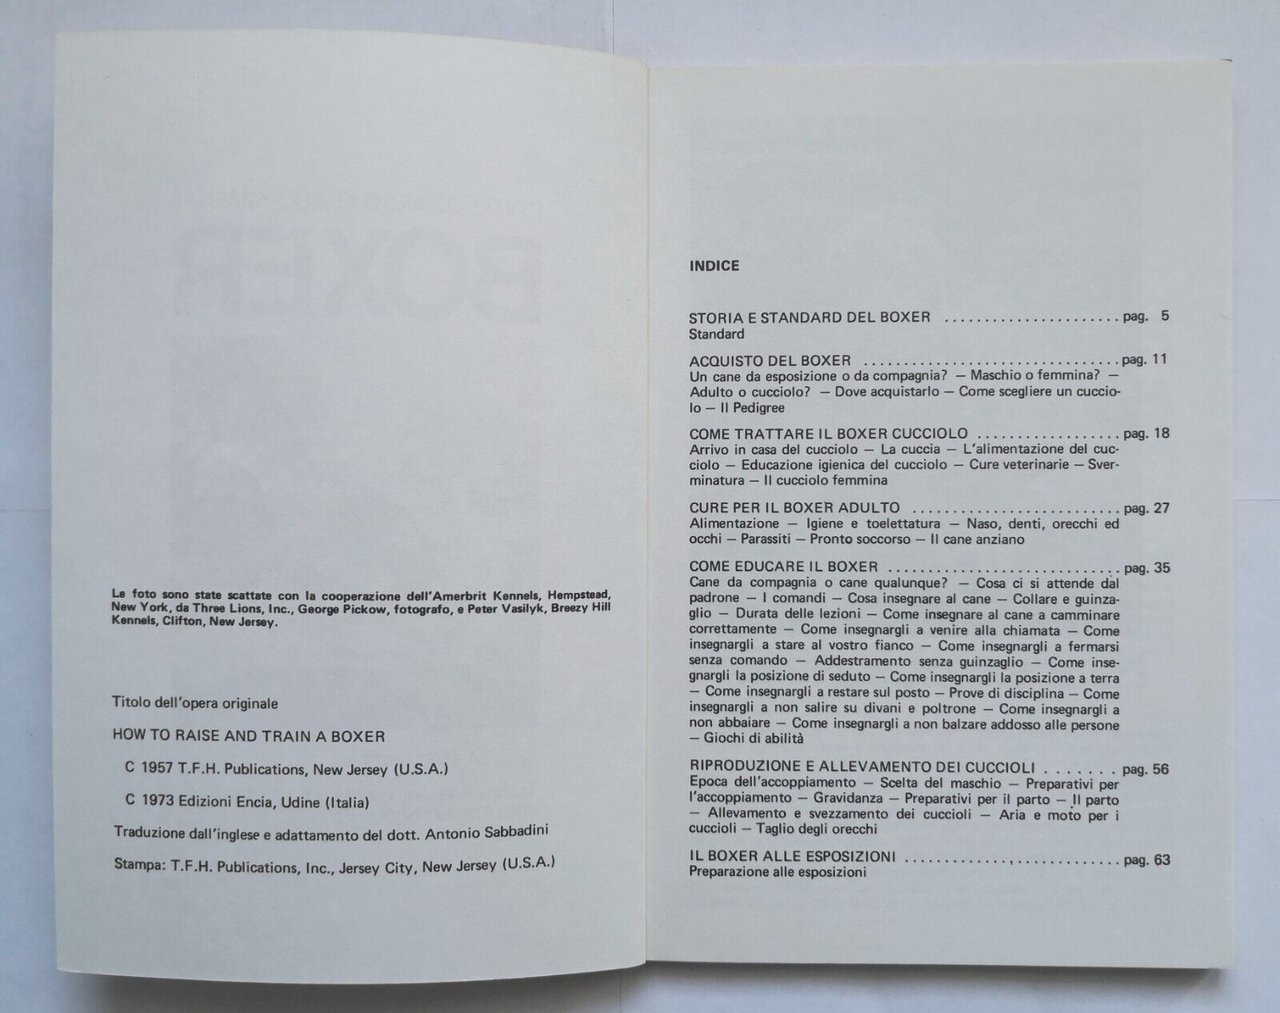 Le foto sono state scattate con la cooperazione dell'Amerbrit Kennels, Hempstead,
New York, da Three Lions, Inc., George Pickow, fotografo, e Peter Vasilyk, Breezy Hill
Kennels, Clifton, New Jersey.
Titolo dell'opera originale
HOW TO RAISE AND TRAIN A BOXER
C 1957 T.F.H. Publications, New Jersey (U.S.A.)
C 1973 Edizioni Encia, Udine (Italia)
Traduzione dall'inglese e adattamento del dott. Antonio Sabbadini
Stampa: T.F.H. Publications, Inc., Jersey City, New Jersey (U.S.A.)
INDICE
STORIA E STANDARD DEL BOXER ...................... pag. 5
Standard
ACQUISTO DEL BOXER ................................ pag. 11
Un cane da esposizione o da compagnia? — Maschio o femmina? —
Adulto o cucciolo? — Dove acquistarlo — Come scegliere un cuccio-
lo — Il Pedigree
COME TRATTARE IL BOXER CUCCIOLO .................. pag. 18
Arrivo in casa del cucciolo — La cuccia — L'alimentazione del cuc-
ciolo — Educazione igienica del cucciolo — Cure veterinarie — Sver-
minatura — Il cucciolo femmina
CURE PER IL BOXER ADULTO .......................... pag. 27
Alimentazione — Igiene e toelettatura — Naso, denti, orecchi ed
occhi — Parassiti — Pronto soccorso — Il cane anziano
COME EDUCARE IL BOXER ............................. pag. 35
Cane da compagnia o cane qualunque? — Cosa ci si attende dal
padrone — I comandi — Cosa insegnare al cane — Collare e guinza-
glio — Durata delle lezioni — Come insegnare al cane a camminare
correttamente — Come insegnargli a venire alla chiamata — Come
insegnargli a stare al vostro fianco — Come insegnargli a fermarsi
senza comando — Addestramento senza guinzaglio — Come inse-
gnargli la posizione di seduto — Come insegnargli la posizione a terra
— Come insegnargli a restare sul posto — Prove di disciplina — Come
insegnargli a non salire su divani e poltrone — Come insegnargli a
non abbaiare — Come insegnargli a non balzare addosso alle persone
— Giochi di abilità
RIPRODUZIONE E ALLEVAMENTO DEI CUCCIOLI ....... pag. 56
Epoca dell'accoppiamento — Scelta del maschio — Preparativi per
l'accoppiamento — Gravidanza — Preparativi per il parto — Il parto
— Allevamento e svezzamento dei cuccioli — Aria e moto per i
cuccioli — Taglio degli orecchi
IL BOXER ALLE ESPOSIZIONI ........................... pag. 63
Preparazione alle esposizioni